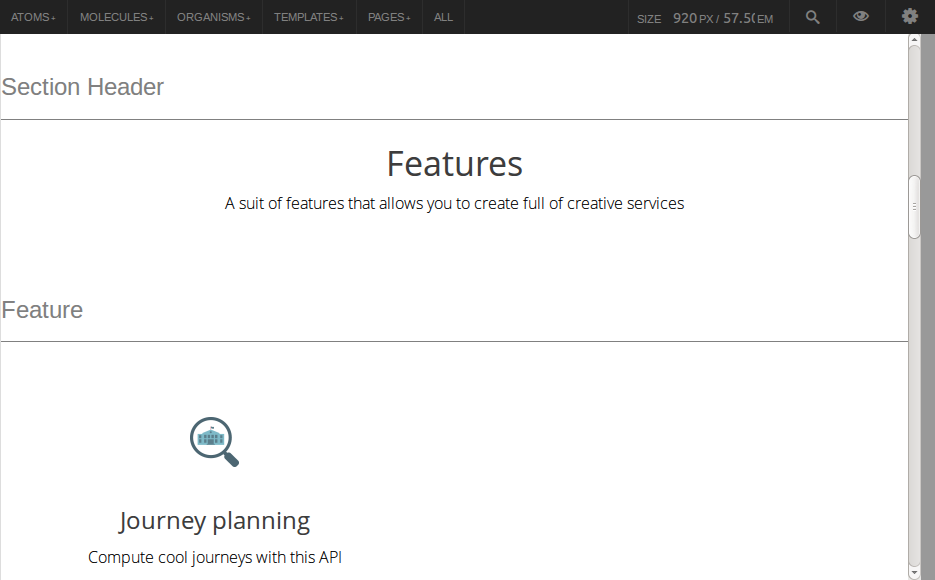 ATOMS+ MOLECULES+ ORGANISMS+ TEMPLATES+ PAGES+ ALL SIZE 920 PX / 57.5 EM
Section Header
Features
A suit of features that allows you to create full of creative services
Feature
Journey planning
Compute cool journeys with this API